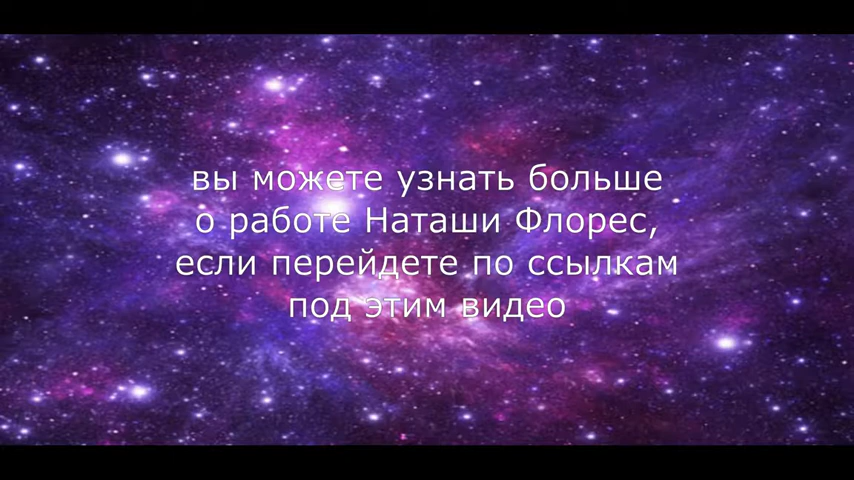 вы можете узнать больше
о работе Наташи Флорес,
если перейдете по ссылкам
под этим видео